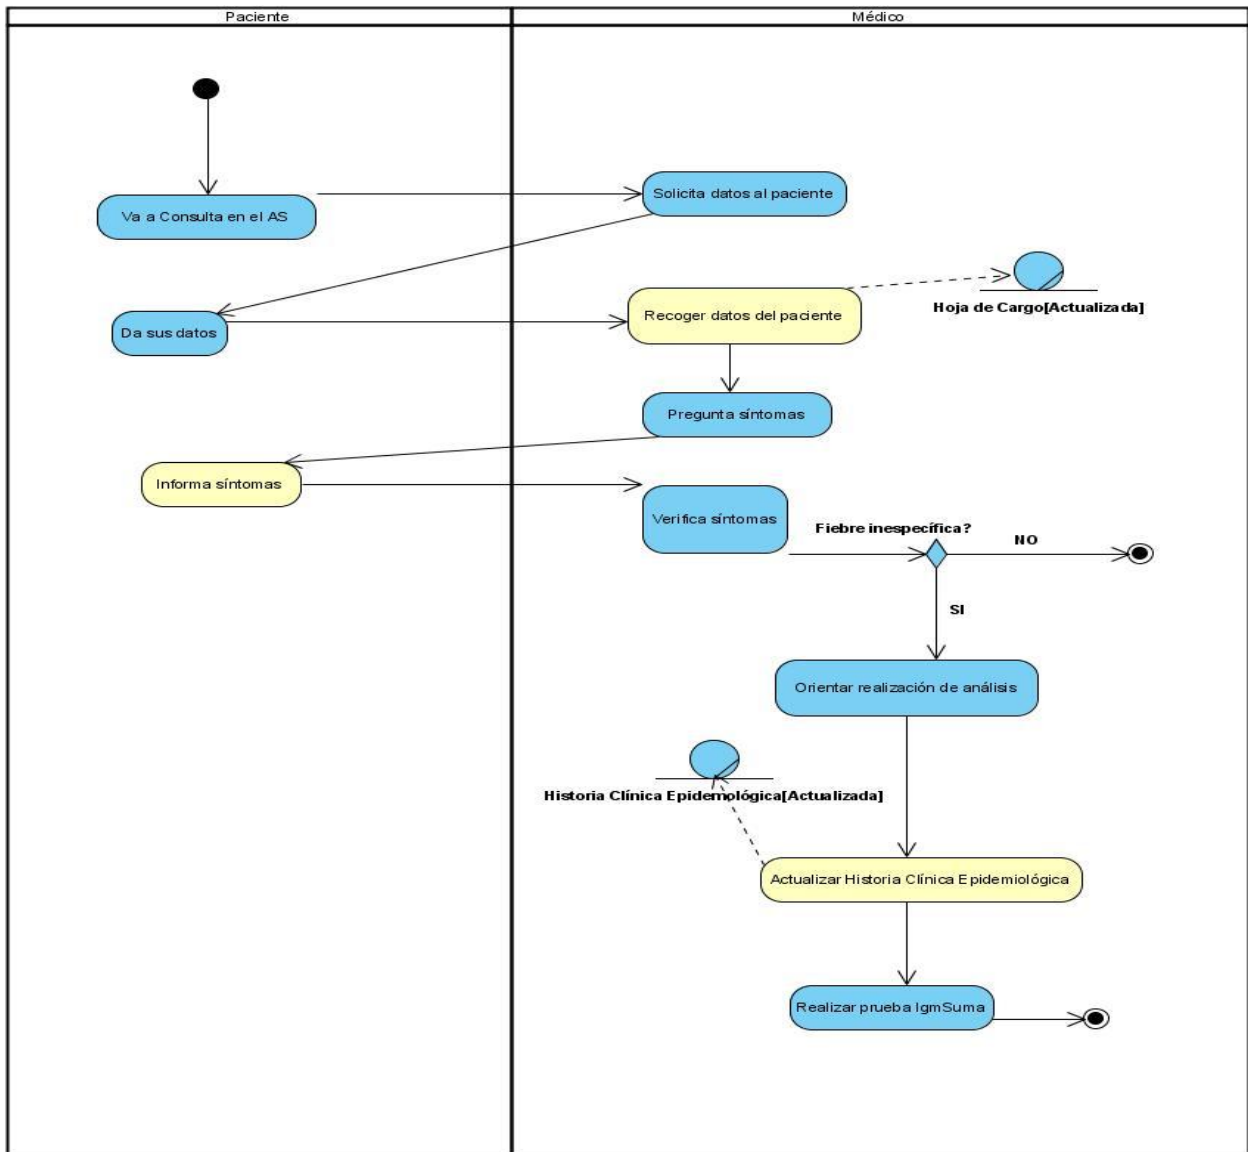 Paciente
Médico
Va a Consulta en el AS
Solicita datos al paciente
Da sus datos
Recoger datos del paciente
Hoja de Cargo[Actualizada]
Pregunta síntomas
Informa síntomas
Verifica síntomas
Fiebre inespecífica?
NO
SI
Orientar realización de análisis
Historia Clínica Epidemológica[Actualizada]
Actualizar Historia Clínica Epidemiológica
Realizar prueba IgmSuma